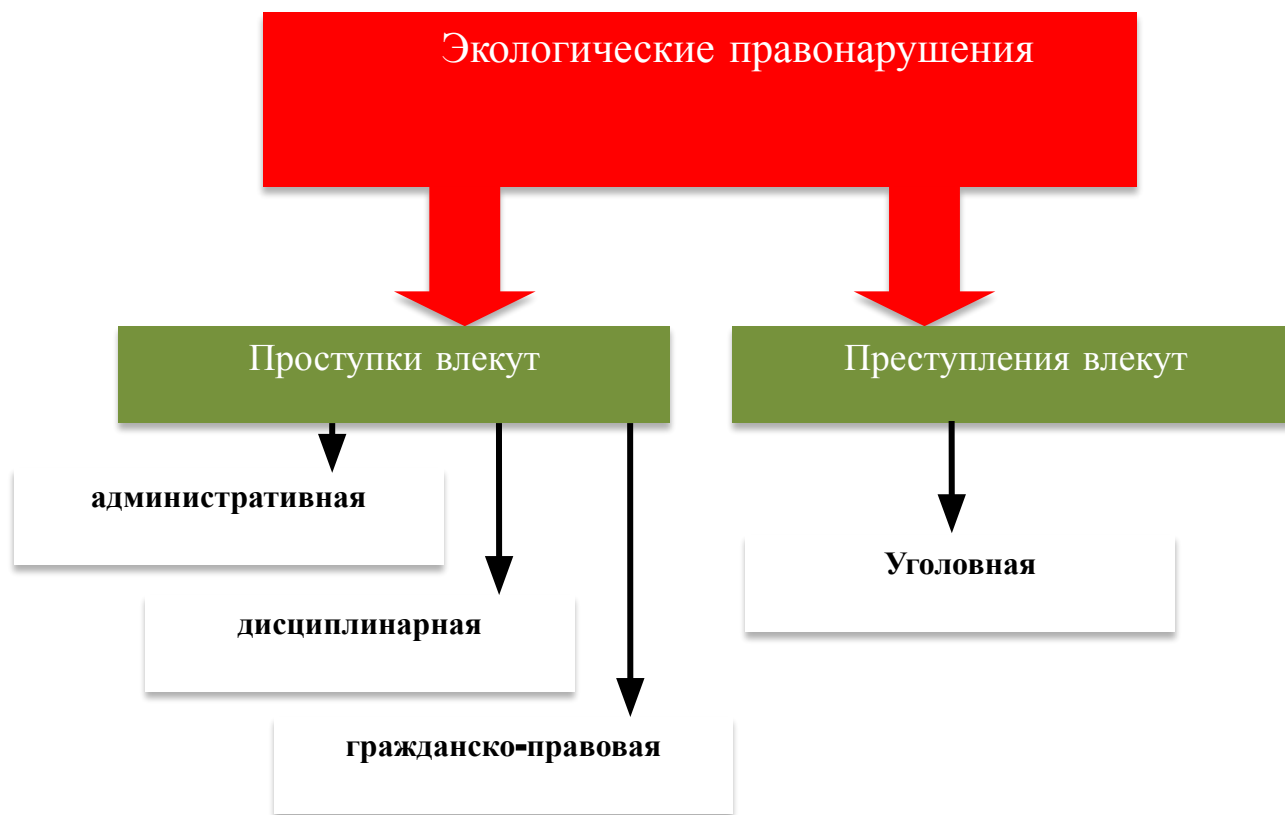 Экологические правонарушения
Проступки влекут
Преступления влекут
административная
Уголовная
дисциплинарная
гражданско-правовая